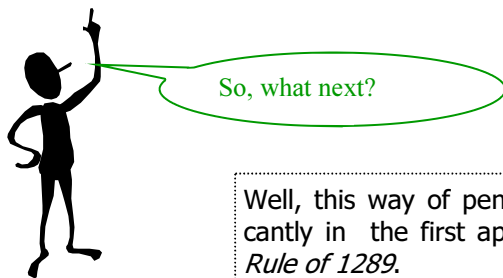 So, what next?
Well, this way of pen
cantly in the first ap
Rule of 1289.